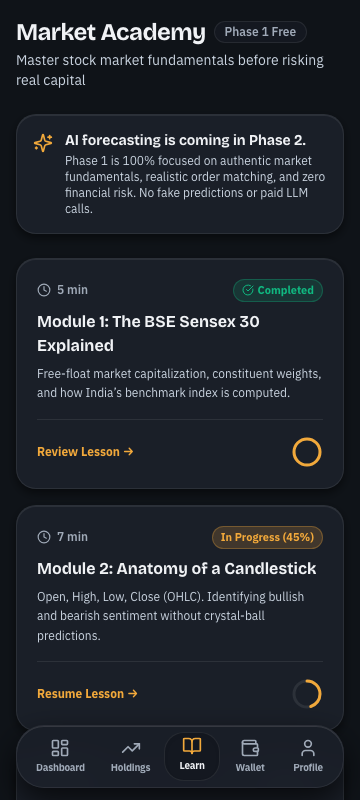 Market Academy Phase 1 Free
Master stock market fundamentals before risking
real capital
AI forecasting is coming in Phase 2.
Phase 1 is 100% focused on authentic market
fundamentals, realistic order matching, and zero
financial risk. No fake predictions or paid LLM
calls.
5 min Completed
Module 1: The BSE Sensex 30
Explained
Free-float market capitalization, constituent weights,
and how India's benchmark index is computed.
Review Lesson →
7 min In Progress (45%)
Module 2: Anatomy of a Candlestick
Open, High, Low, Close (OHLC). Identifying bullish
and bearish sentiment without crystal-ball
predictions.
Resume Lesson →
Dashboard Holdings Learn Wallet Profile